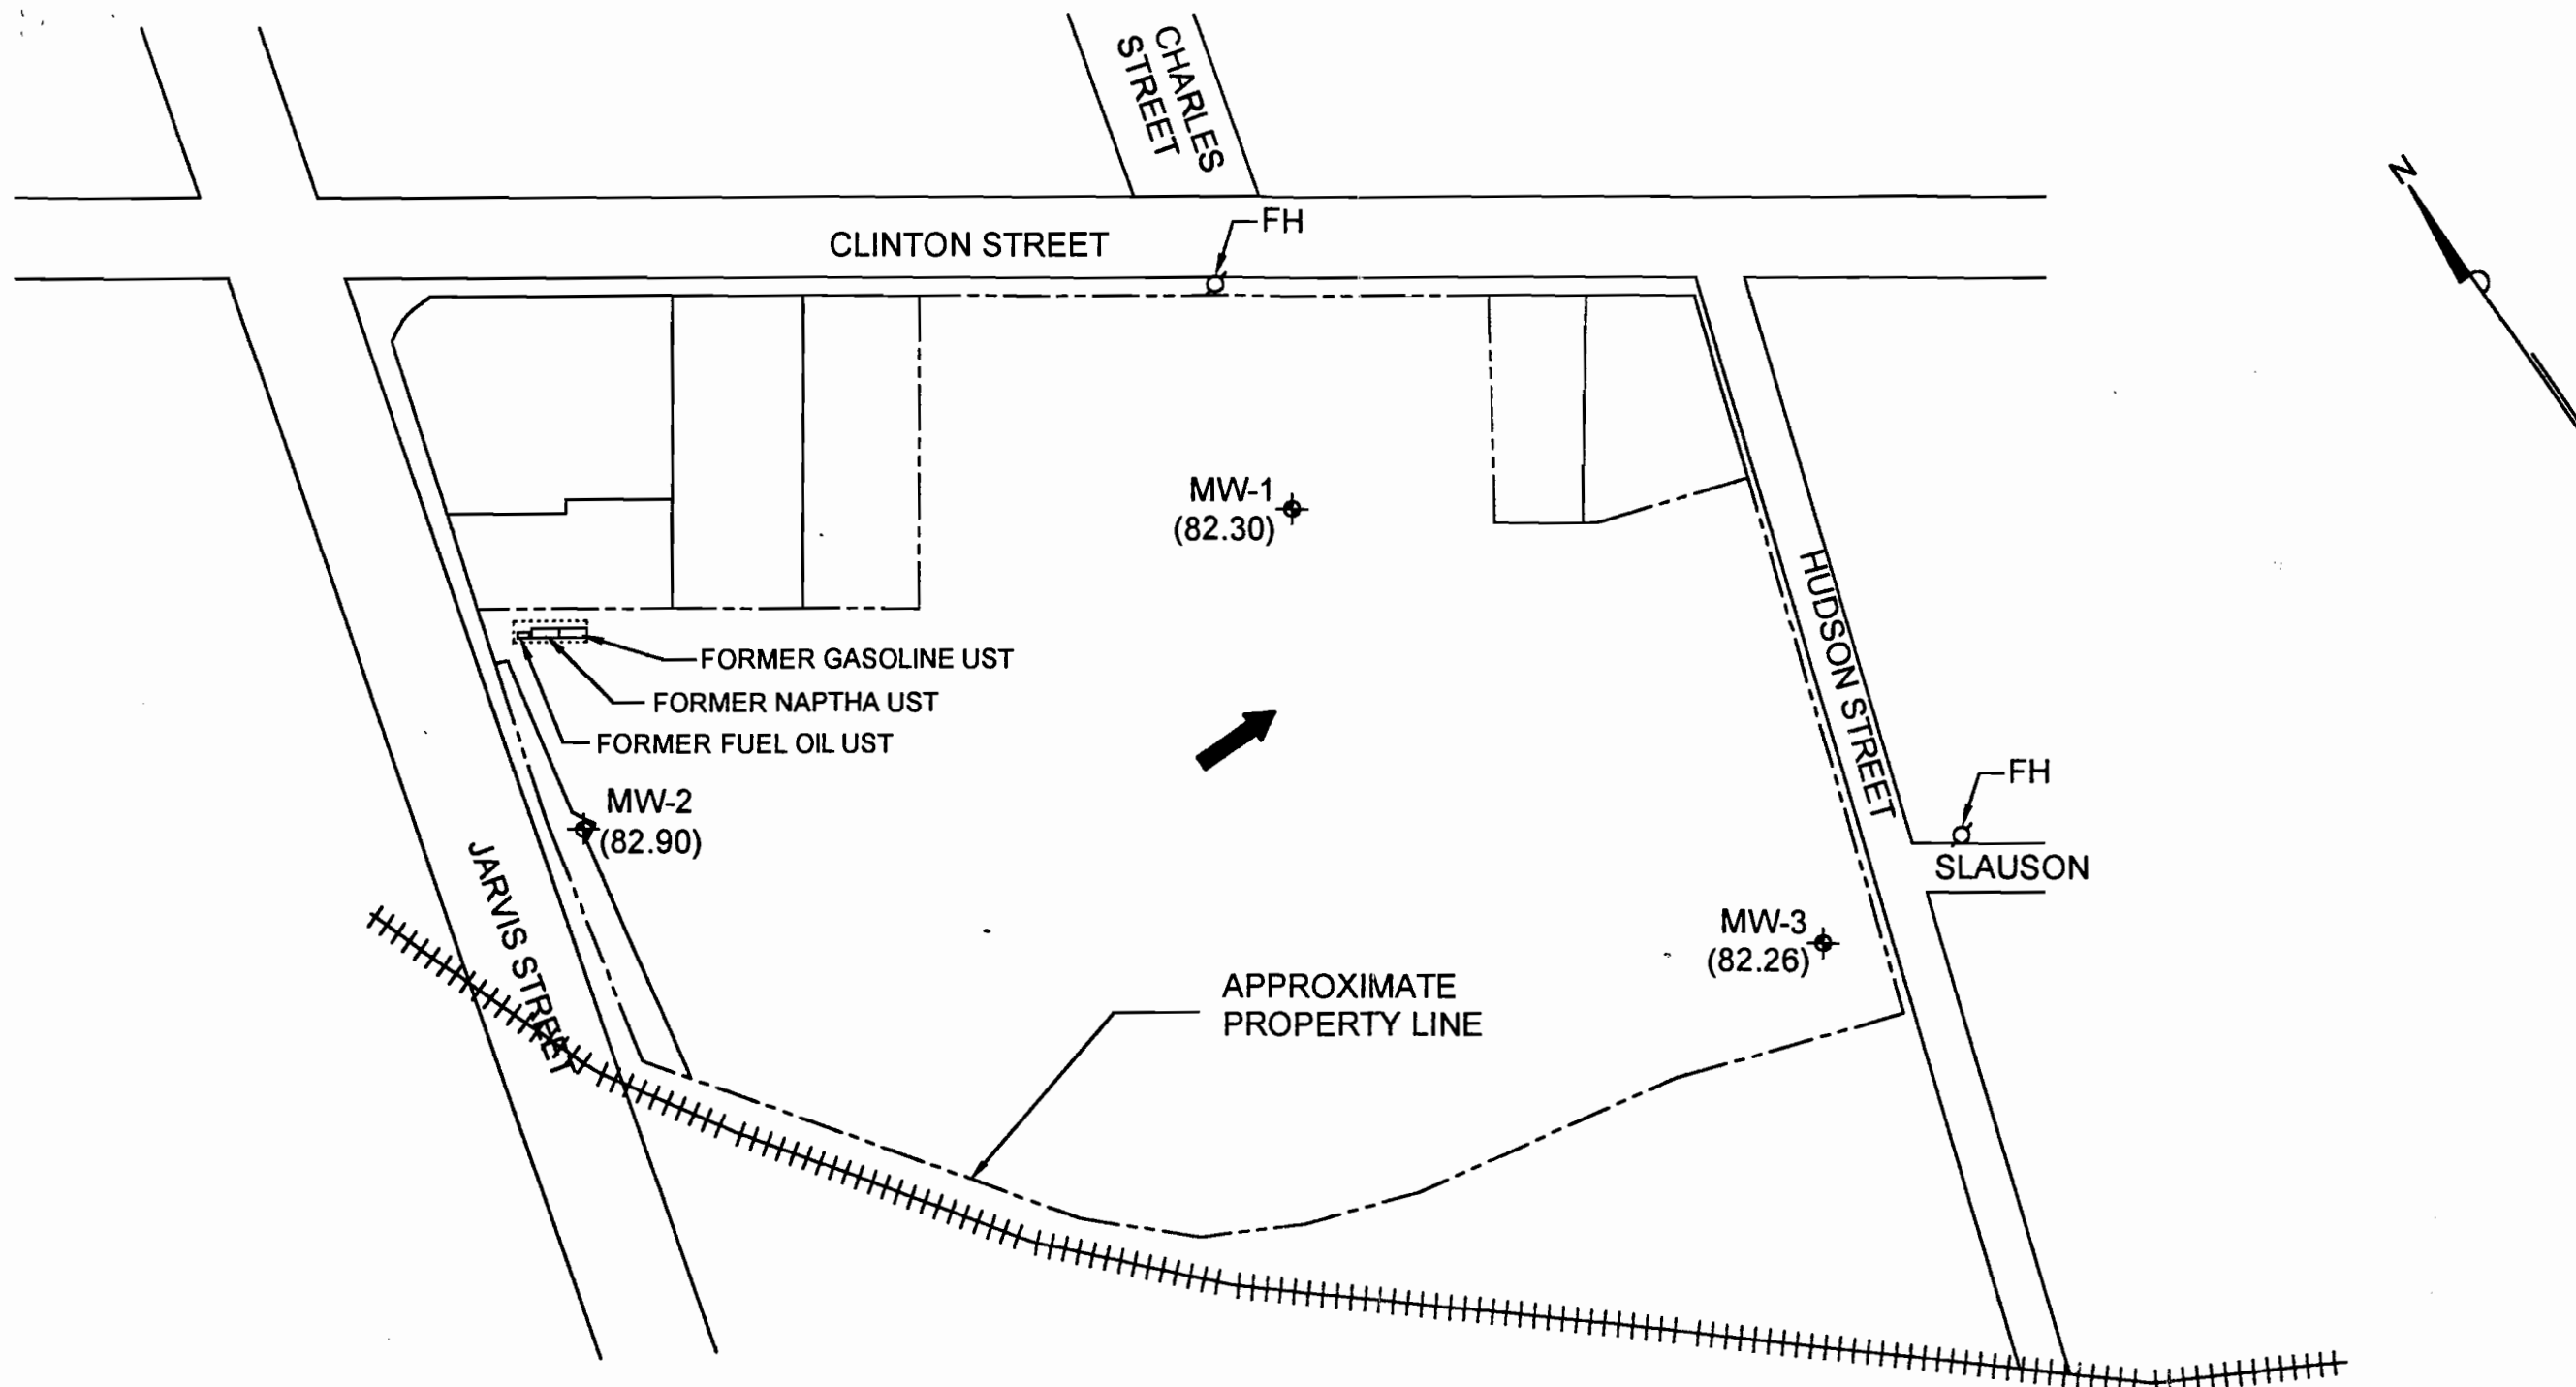 CHARLES
STREET
N
FH
CLINTON STREET
MW-1
(82.30)
HUDSON STREET
FORMER GASOLINE UST
FORMER NAPTHA UST
FORMER FUEL OIL UST
MW-2
(82.90)
FH
SLAUSON
JARVIS STREET
MW-3
(82.26)
APPROXIMATE
PROPERTY LINE